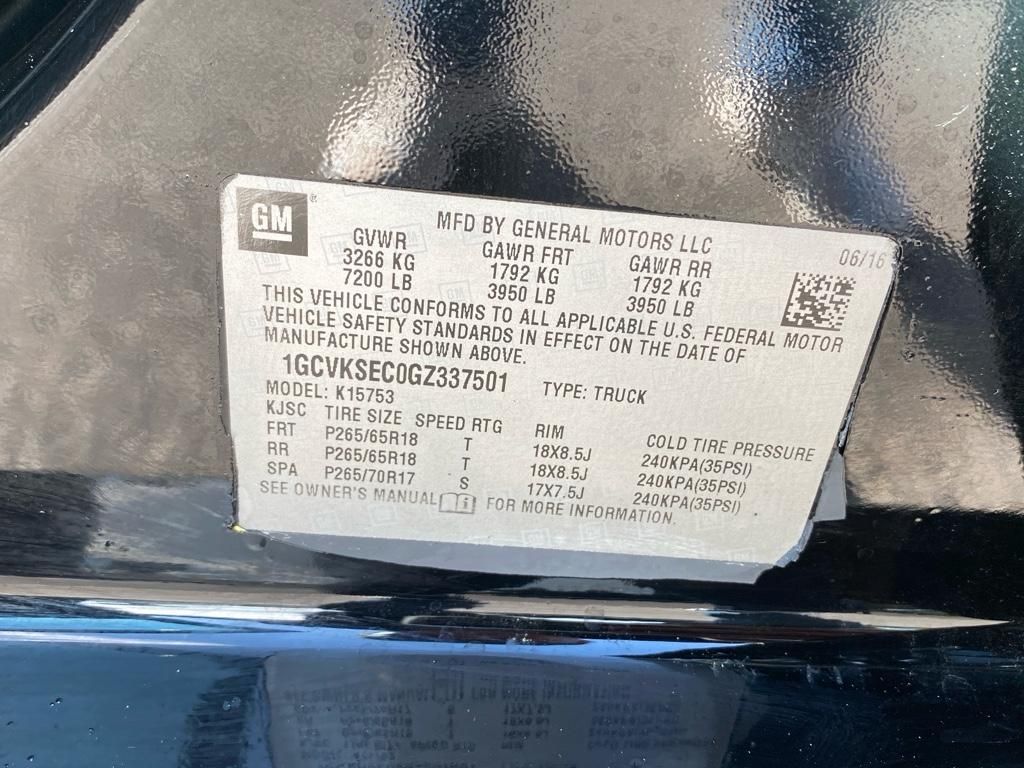 GM ®
MFD BY GENERAL MOTORS LLC
06/16
GVWR GAWR FRT GAWR RR
3266 KG 1792 KG 1792 KG
7200 LB 3950 LB 3950 LB
THIS VEHICLE CONFORMS TO ALL APPLICABLE U.S. FEDERAL MOTOR
VEHICLE SAFETY STANDARDS IN EFFECT ON THE DATE OF
MANUFACTURE SHOWN ABOVE.
1GCVKSEC0GZ337501 TYPE: TRUCK
MODEL: K15753
KJSC TIRE SIZE SPEED RTG RIM COLD TIRE PRESSURE
FRT P265/65R18 T 18X8.5J 240KPA(35PSI)
RR P265/65R18 T 18X8.5J 240KPA(35PSI)
SPA P265/70R17 S 17X7.5J 240KPA(35PSI)
SEE OWNER'S MANUAL FOR MORE INFORMATION.